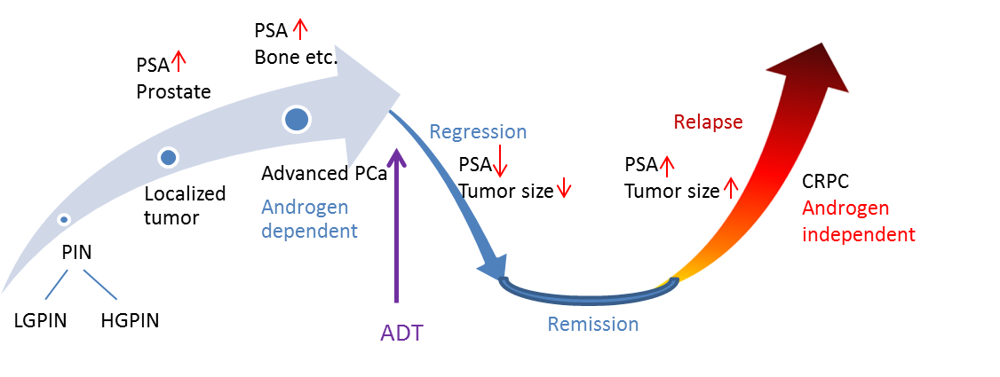 PSA
Bone etc.
PSA
Prostate
Relapse
Regression
PSA
Tumor size
PSA
Tumor size
Advanced PCa
Androgen
dependent
Localized
tumor
CRPC
Androgen
independent
PIN
LGPIN
HGPIN
ADT
Remission